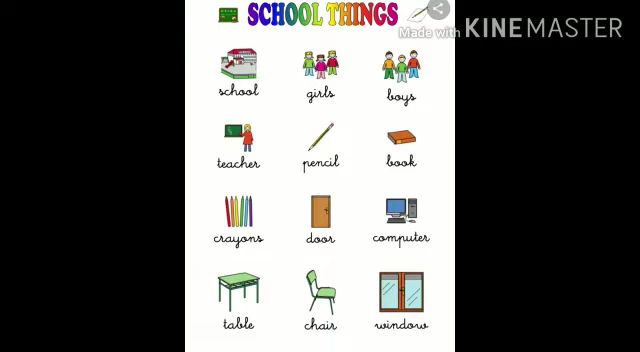 SCHOOL THINGS
Made with KINEMASTER
school girls boys
teacher pencil book
crayons door computer
table chair window